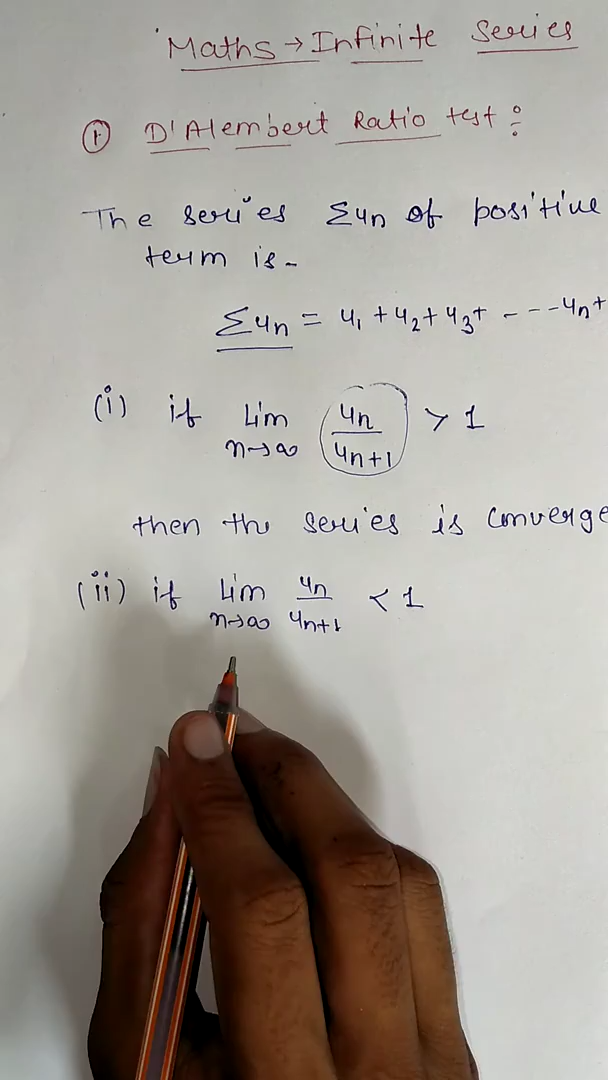 Maths → Infinite Series
① D'Alembert Ratio test :
The series Σun of positive
term is -
Σun = u1 + u2 + u3 + - - - un +
(i) if Lim n→∞ un/un+1 > 1
then the series is converge
(ii) if Lim n→∞ un/un+1 < 1